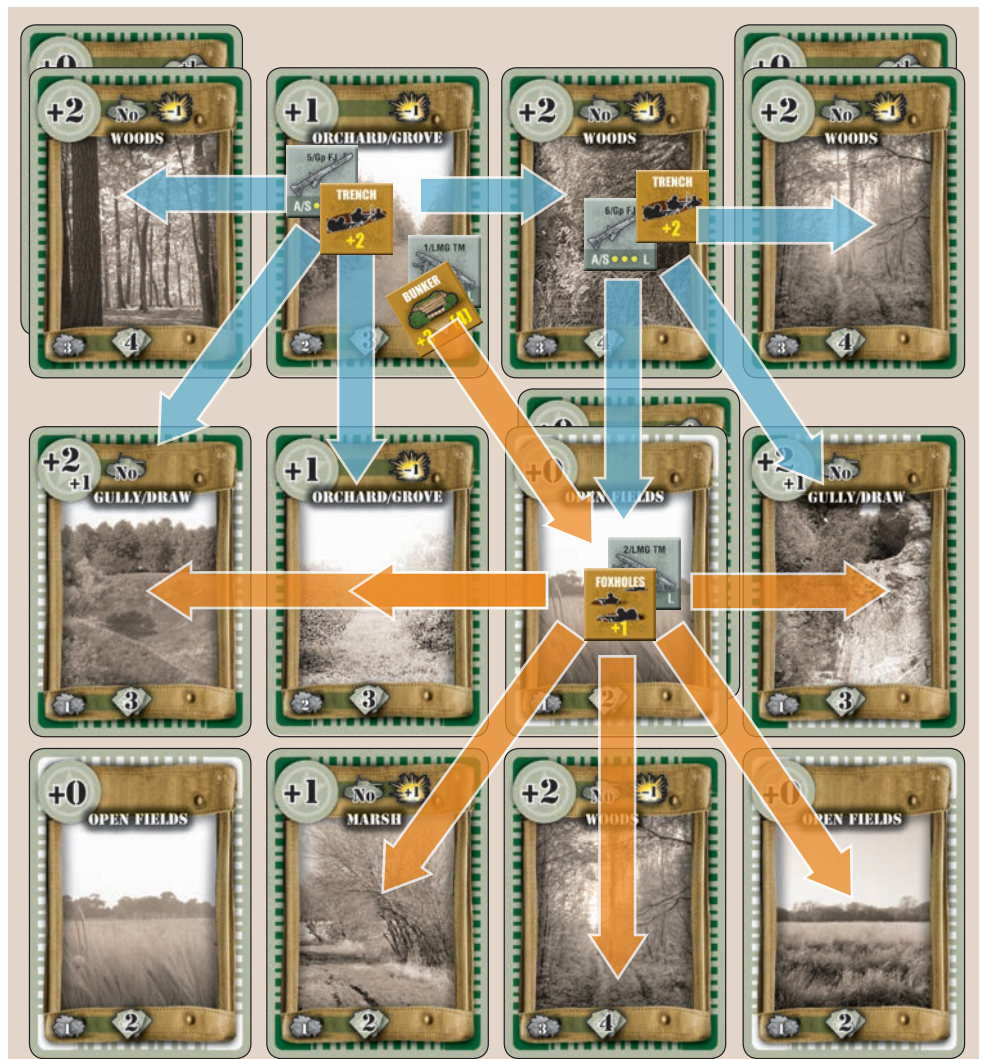 +0
+0
+2 No -1
WOODS
+1 -1
ORCHARD/GROVE
+2 No -1
WOODS
+2 No -1
WOODS
5/Gp FJ
A/S
TRENCH
+2
1/LMG TM
BUNKER
6/Gp FJ
A/S L
TRENCH
+2
3 4
2 3
3 4
3 4
+0
+2 +1 No
GULLY/DRAW
+1 -1
ORCHARD/GROVE
+0
OPEN FIELDS
+2 +1 No
GULLY/DRAW
2/LMG TM
L
FOXHOLES
+1
1 3
2 3
1 2
1 3
+0
OPEN FIELDS
+1 No +1
MARSH
+2 No -1
WOODS
+0
OPEN FIELDS
1 2
1 2
3 4
1 2